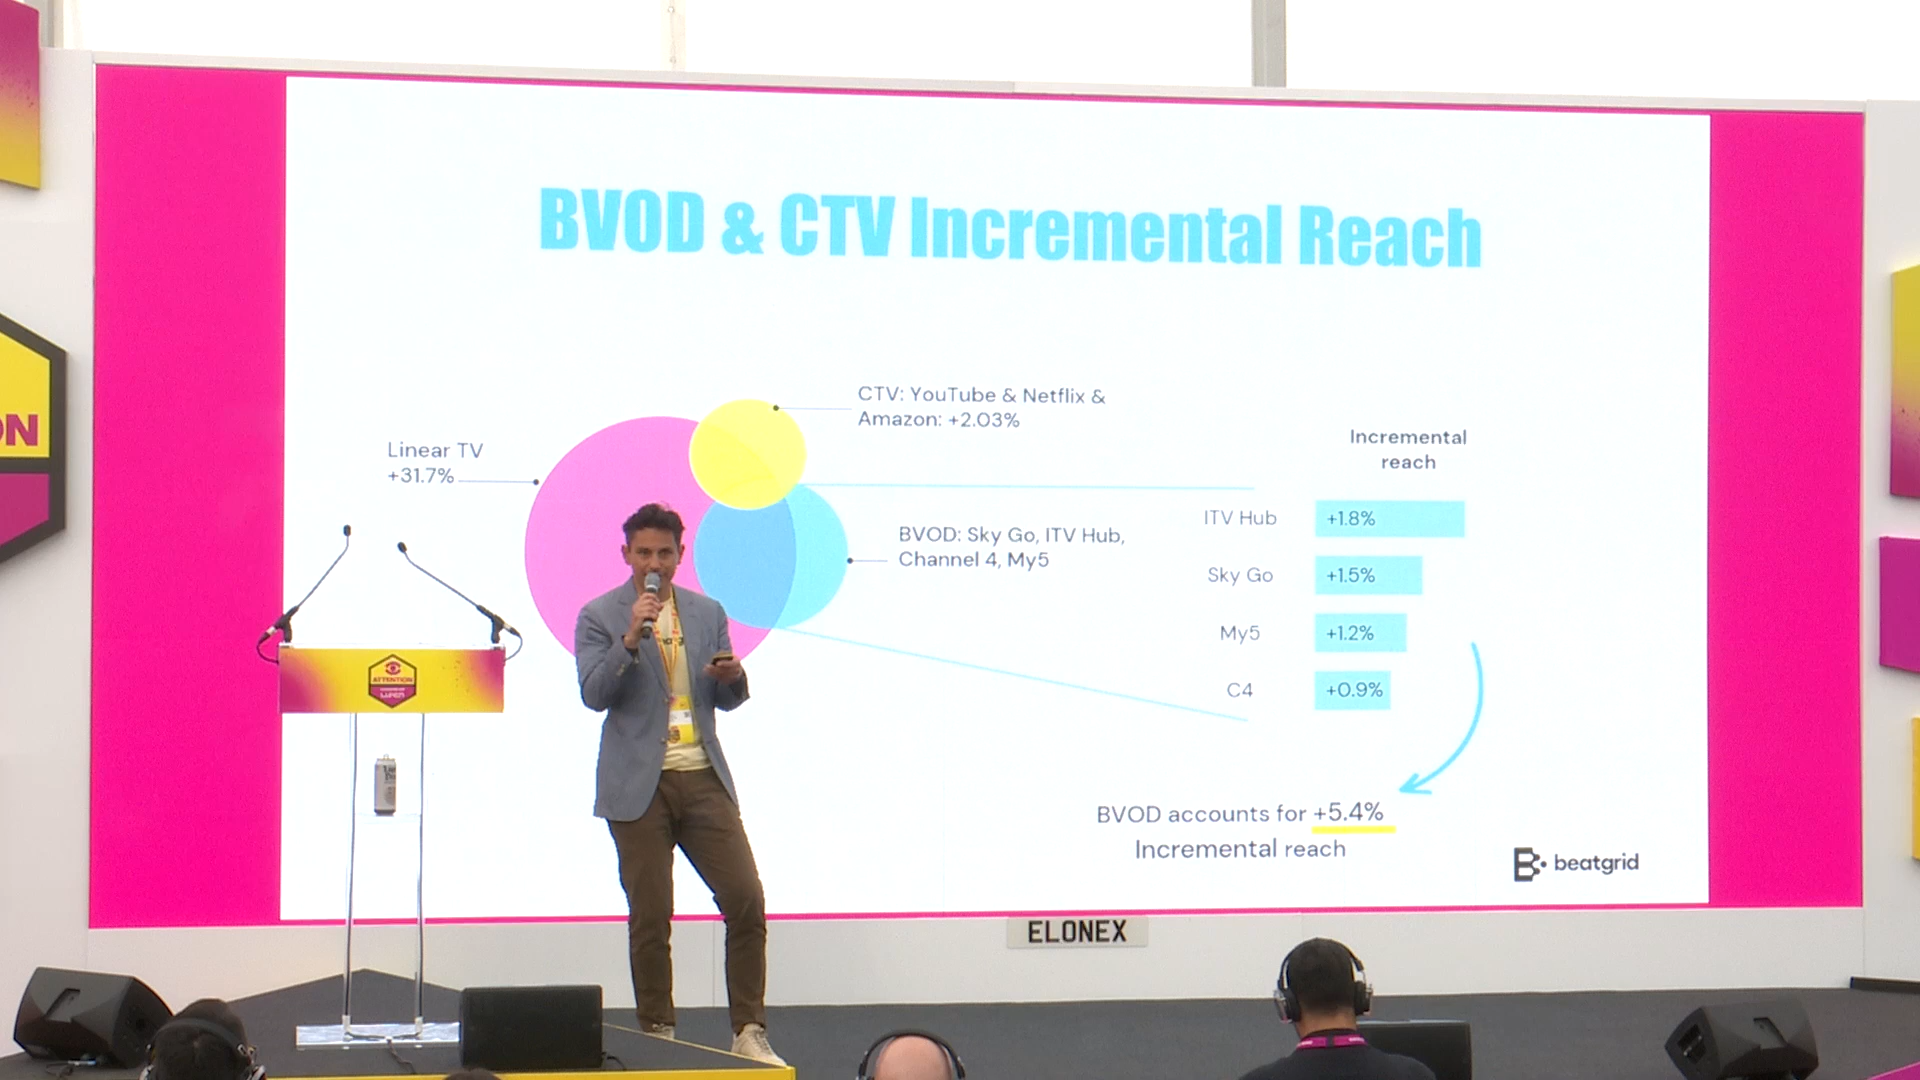 BVOD & CTV Incremental Reach
CTV: YouTube & Netflix &
Amazon: +2.03%
Linear TV
+31.7%
BVOD: Sky Go, ITV Hub,
Channel 4, My5
Incremental
reach
ITV Hub +1.8%
Sky Go +1.5%
My5 +1.2%
C4 +0.9%
BVOD accounts for +5.4%
Incremental reach
beatgrid
ELONEX
ATTENTION
ON